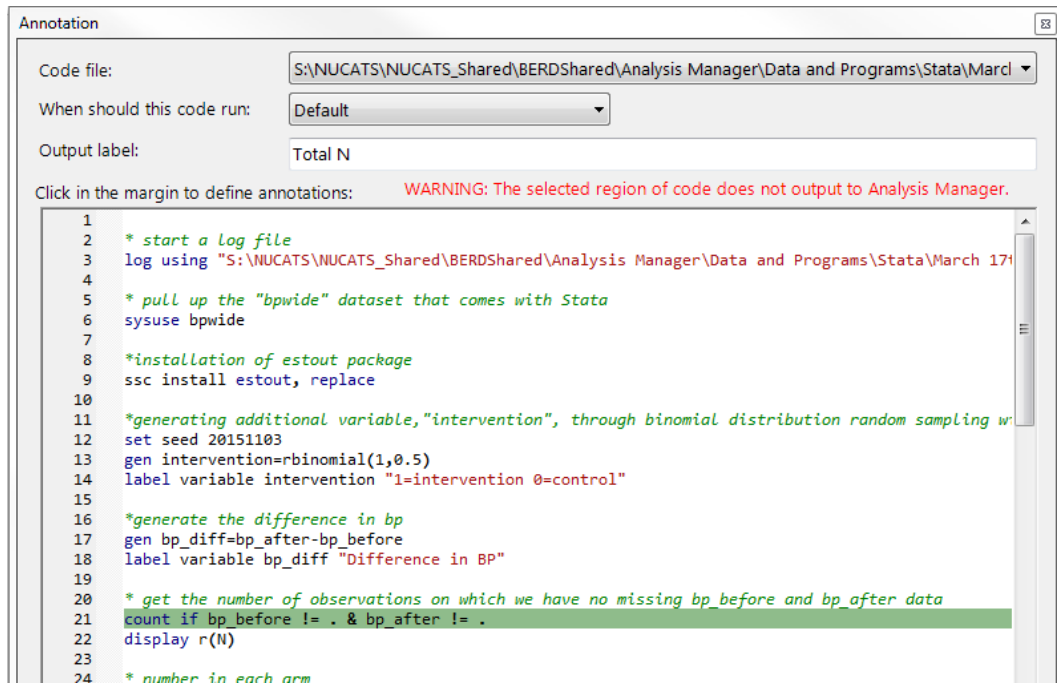 Annotation
Code file: S:\NUCATS\NUCATS_Shared\BERDShared\Analysis Manager\Data and Programs\Stata\Marcl
When should this code run: Default
Output label: Total N
Click in the margin to define annotations: WARNING: The selected region of code does not output to Analysis Manager.
1
2 * start a log file
3 log using "S:\NUCATS\NUCATS_Shared\BERDShared\Analysis Manager\Data and Programs\Stata\March 17t
4
5 * pull up the "bpwide" dataset that comes with Stata
6 sysuse bpwide
7
8 *installation of estout package
9 ssc install estout, replace
10
11 *generating additional variable,"intervention", through binomial distribution random sampling wi
12 set seed 20151103
13 gen intervention=rbinomial(1,0.5)
14 label variable intervention "1=intervention 0=control"
15
16 *generate the difference in bp
17 gen bp_diff=bp_after-bp_before
18 label variable bp_diff "Difference in BP"
19
20 * get the number of observations on which we have no missing bp_before and bp_after data
21 count if bp_before != . & bp_after != .
22 display r(N)
23
24 * number in each arm